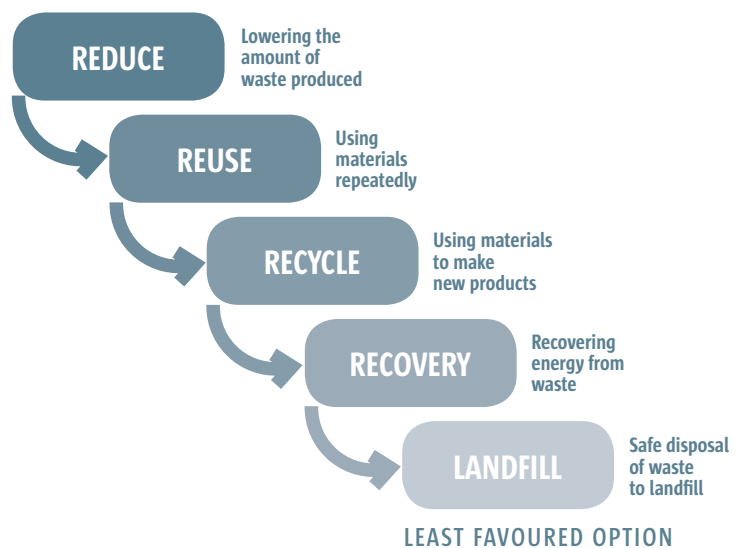 REDUCE
Lowering the
amount of
waste produced
REUSE
Using
materials
repeatedly
RECYCLE
Using materials
to make
new products
RECOVERY
Recovering
energy from
waste
LANDFILL
Safe disposal
of waste
to landfill
LEAST FAVOURED OPTION